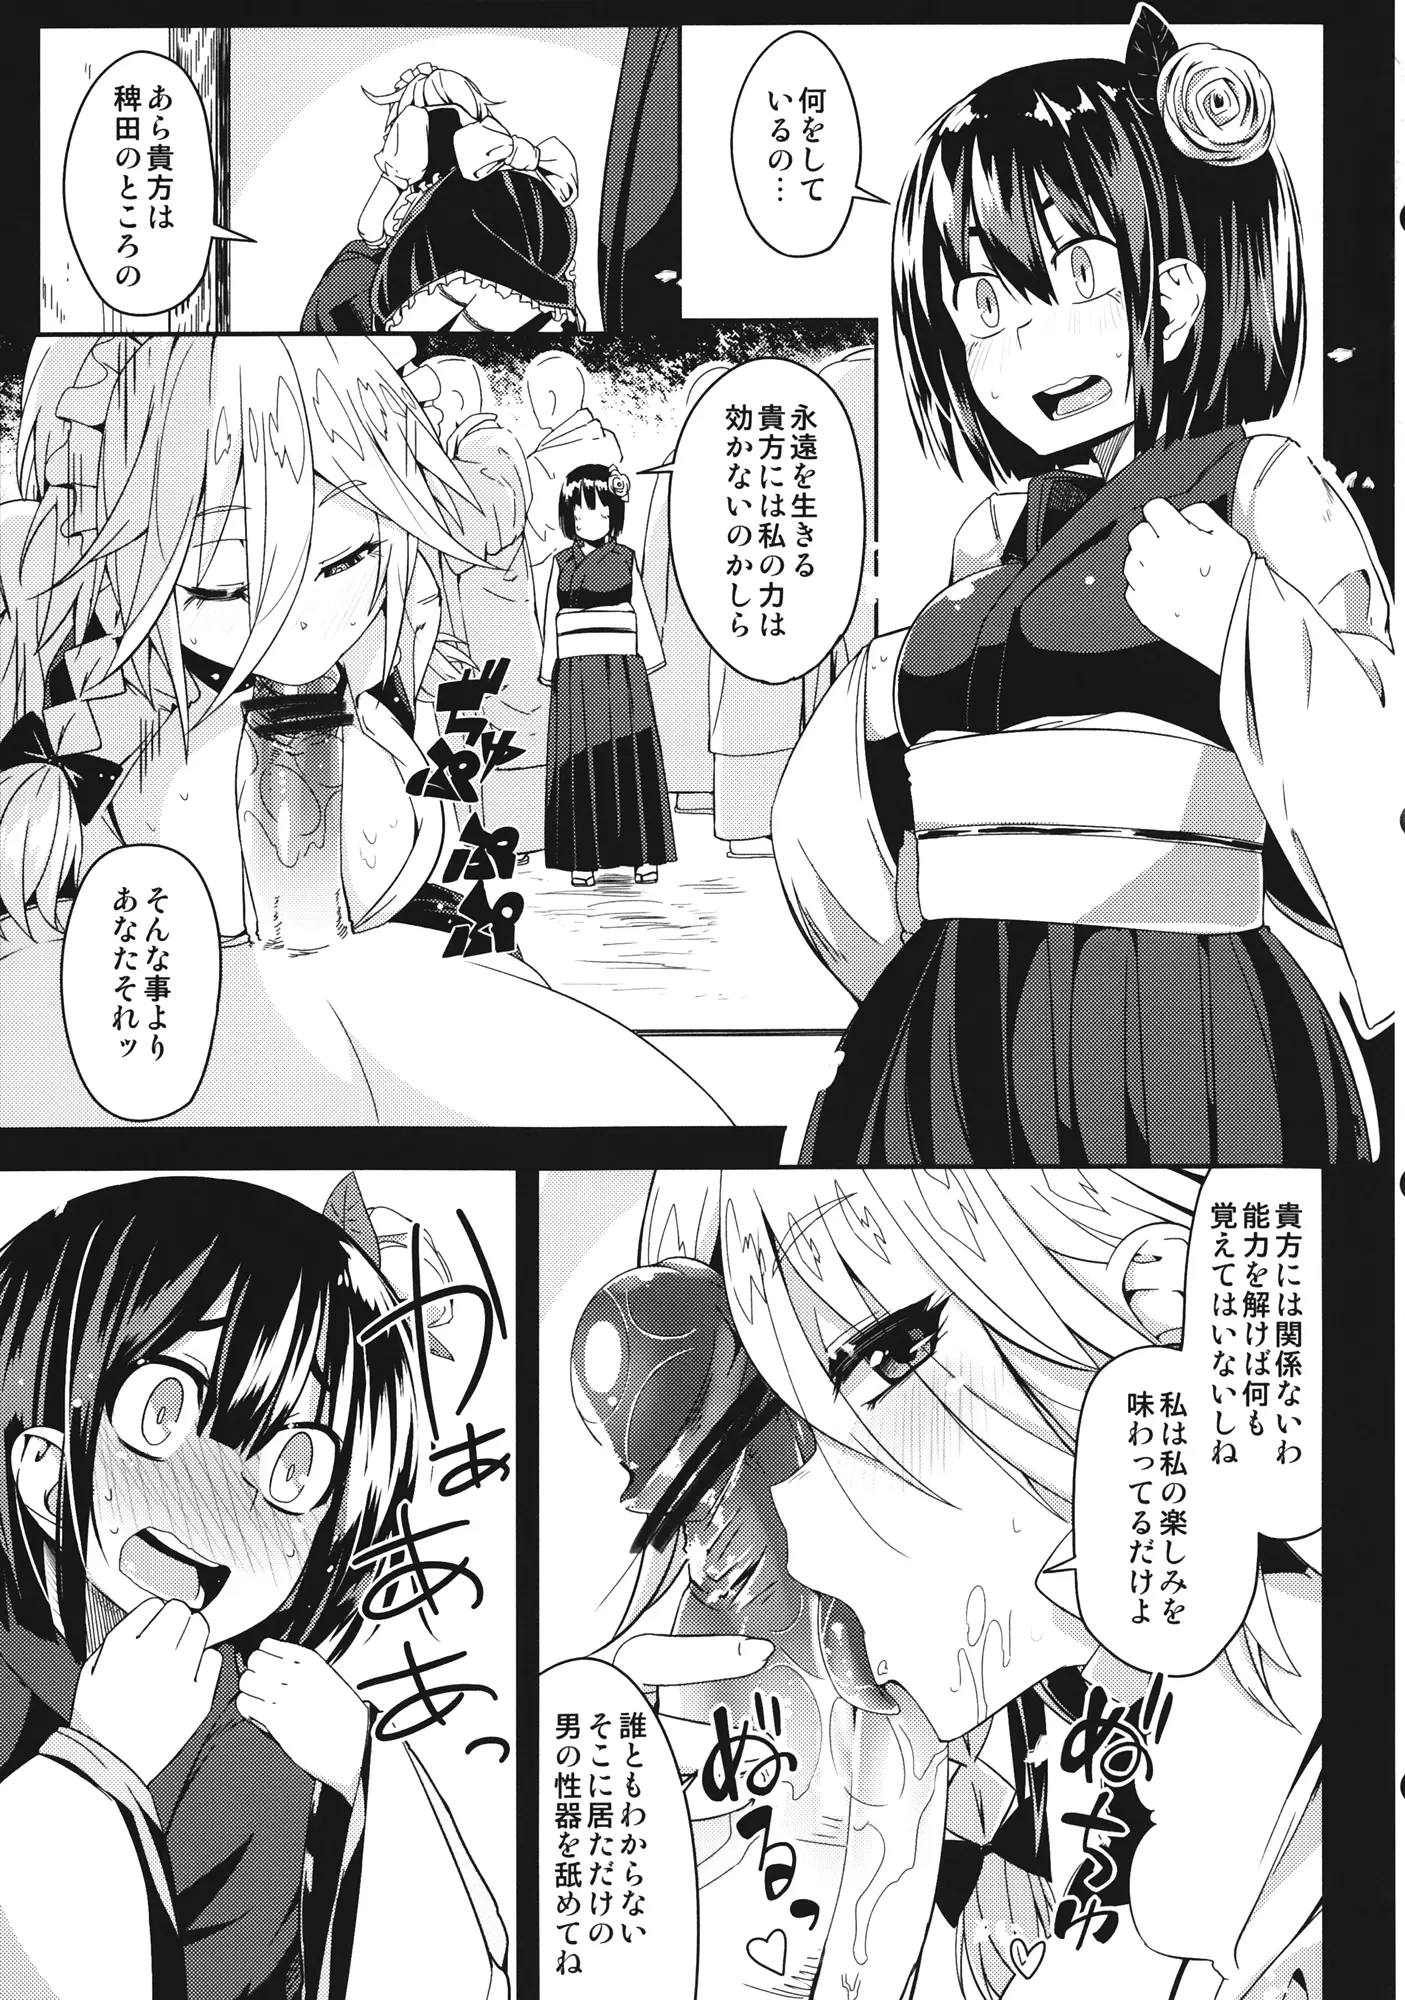 何をして
いるの…
あら貴方は
稗田のところの
永遠を生きる
貴方には私の力は
効かないのかしら
ぢゅぷ
ぷぷ
そんな事より
あなたそれッ
貴方には関係ないわ
能力を解けば何も
覚えてはいないしね
私は私の楽しみを
味わってるだけよ
ぬぢちゅ
ぬるっ
誰ともわからない
そこに居ただけの
男の性器を舐めてね
かぁぁああっ